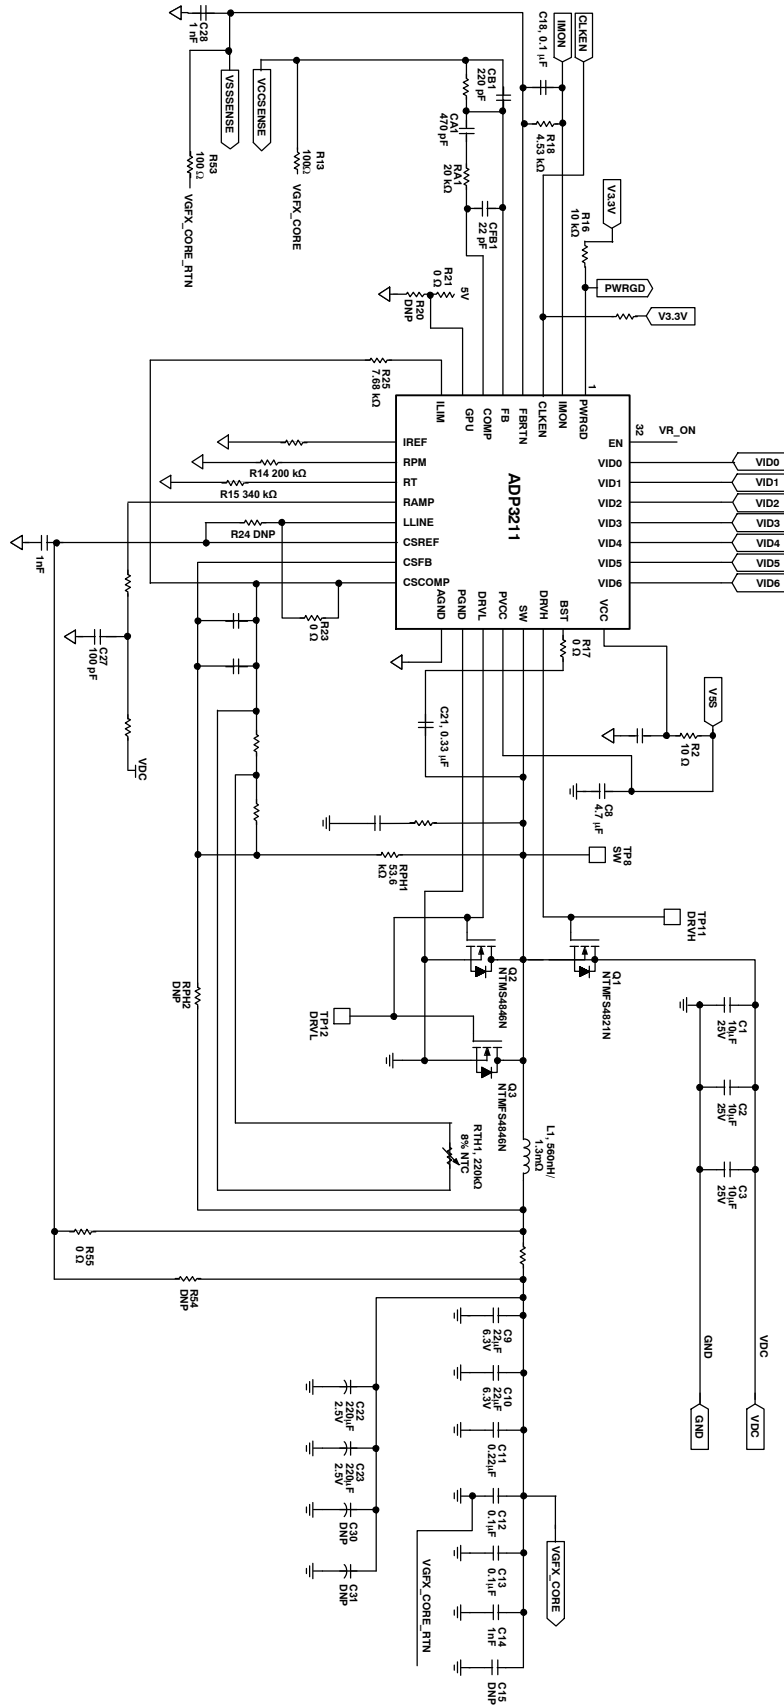 C28
1 nF
R53
100 Ω
VGFX_CORE_RTN
VSSSENSE
VCCSENSE
R13
100Ω
VGFX_CORE
CB1
220 pF
CA1
470 pF
RA1
20 kΩ
CFB1
22 pF
C18, 0.1 µF
IMON
CLKEN
R18
4.53 kΩ
V3.3V
R16
10 kΩ
PWRGD
V3.3V
5V
R21
0 Ω
R20
DNP
R25
7.68 kΩ
1
32
VR_ON
ADP3211
ILIM
GPU
COMP
FB
FBRTN
CLKEN
IMON
PWRGD
EN
VID0
VID1
VID2
VID3
VID4
VID5
VID6
VID0
VID1
VID2
VID3
VID4
VID5
VID6
IREF
RPM
RT
RAMP
LLINE
CSREF
CSFB
CSCOMP
AGND
PGND
DRVL
PVCC
SW
DRVH
BST
VCC
R14 200 kΩ
R15 340 kΩ
R24 DNP
1nF
R23
0 Ω
C27
100 pF
VDC
R17
0 Ω
C21, 0.33 µF
V5S
R2
10 Ω
C8
4.7 µF
TP8
SW
RPH1
53.6
kΩ
TP11
DRVH
Q1
NTMFS4821N
Q2
NTMS4846N
TP12
DRVL
Q3
NTMFS4846N
RPH2
DNP
C1
10µF
25V
C2
10µF
25V
C3
10µF
25V
L1, 560nH/
1.3mΩ
RTH1, 220kΩ
8% NTC
R55
0 Ω
R54
DNP
VDC
GND
VDC
GND
C9
22µF
6.3V
C10
22µF
6.3V
C11
0.22µF
C12
0.1µF
C13
0.1µF
C14
1nF
C15
DNP
C22
220µF
2.5V
C23
220µF
2.5V
C30
DNP
C31
DNP
VGFX_CORE
VGFX_CORE_RTN